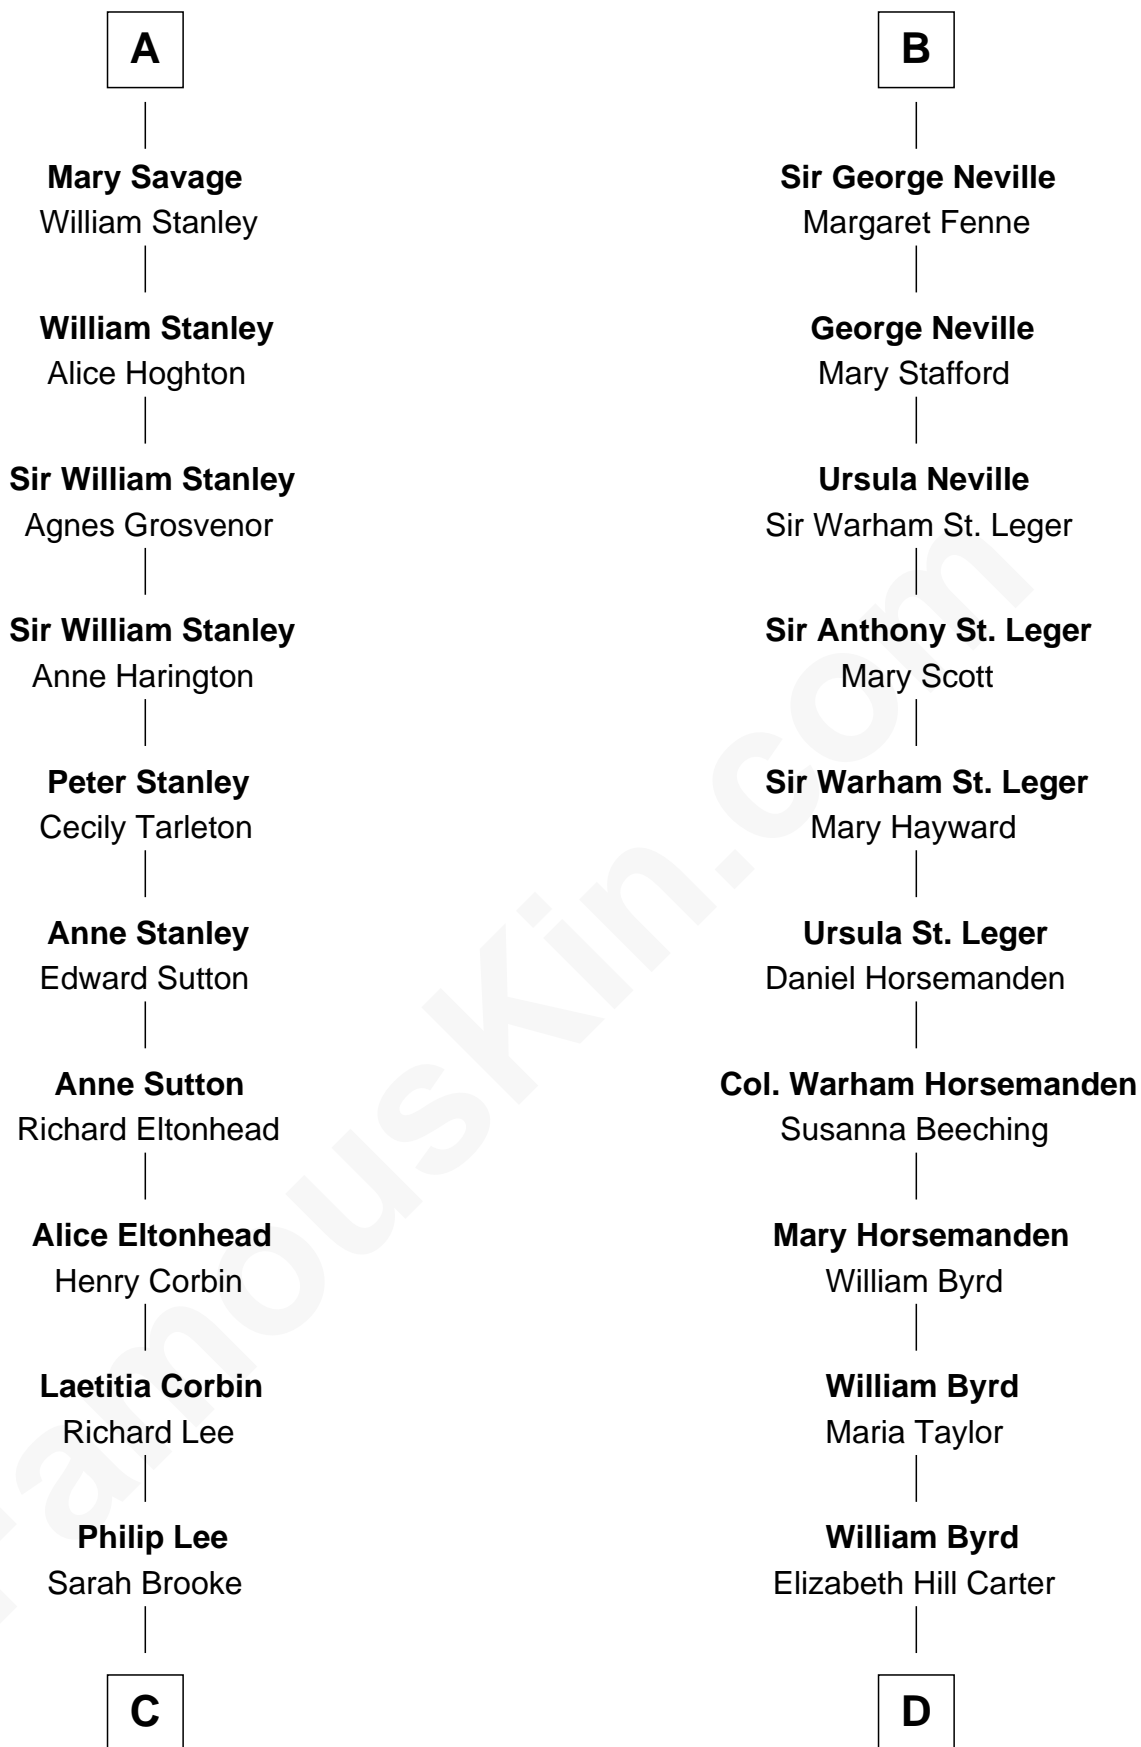 A
Mary Savage
William Stanley
William Stanley
Alice Hoghton
Sir William Stanley
Agnes Grosvenor
Sir William Stanley
Anne Harington
Peter Stanley
Cecily Tarleton
Anne Stanley
Edward Sutton
Anne Sutton
Richard Eltonhead
Alice Eltonhead
Henry Corbin
Laetitia Corbin
Richard Lee
Philip Lee
Sarah Brooke
C
B
Sir George Neville
Margaret Fenne
George Neville
Mary Stafford
Ursula Neville
Sir Warham St. Leger
Sir Anthony St. Leger
Mary Scott
Sir Warham St. Leger
Mary Hayward
Ursula St. Leger
Daniel Horsemanden
Col. Warham Horsemanden
Susanna Beeching
Mary Horsemanden
William Byrd
William Byrd
Maria Taylor
William Byrd
Elizabeth Hill Carter
D
FamousKin.com